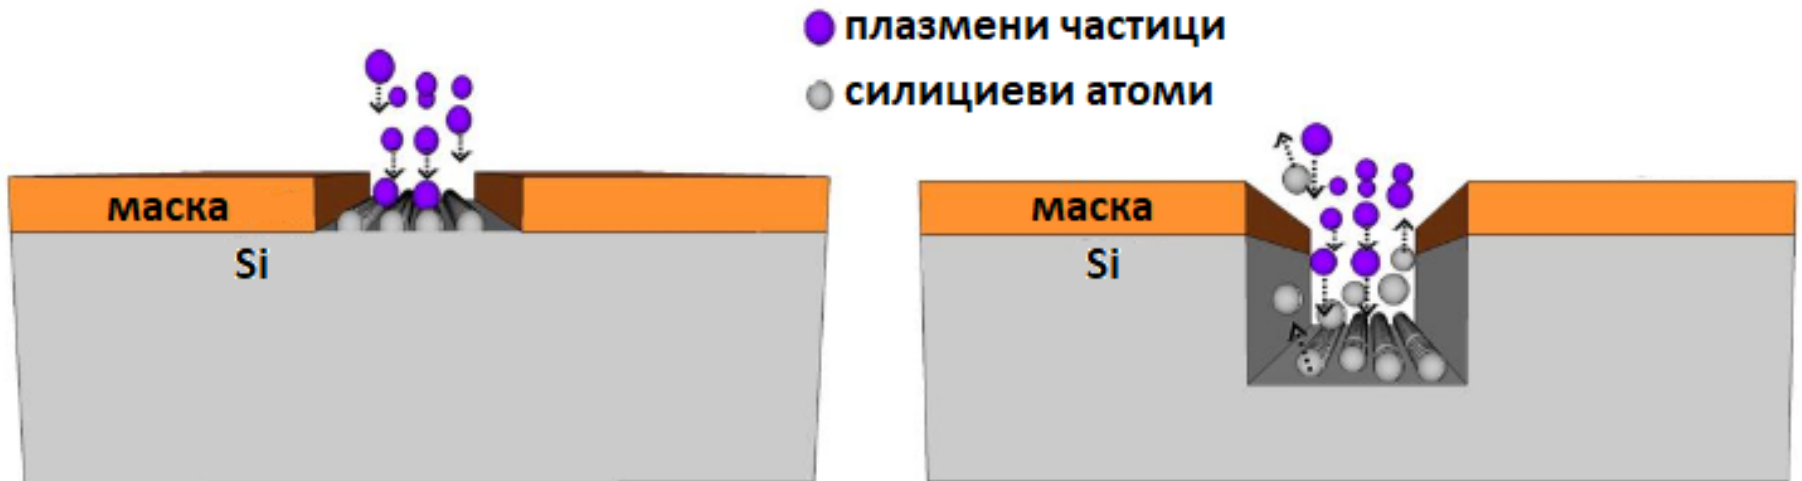 плазмени частици
силициеви атоми
маска
Si
маска
Si